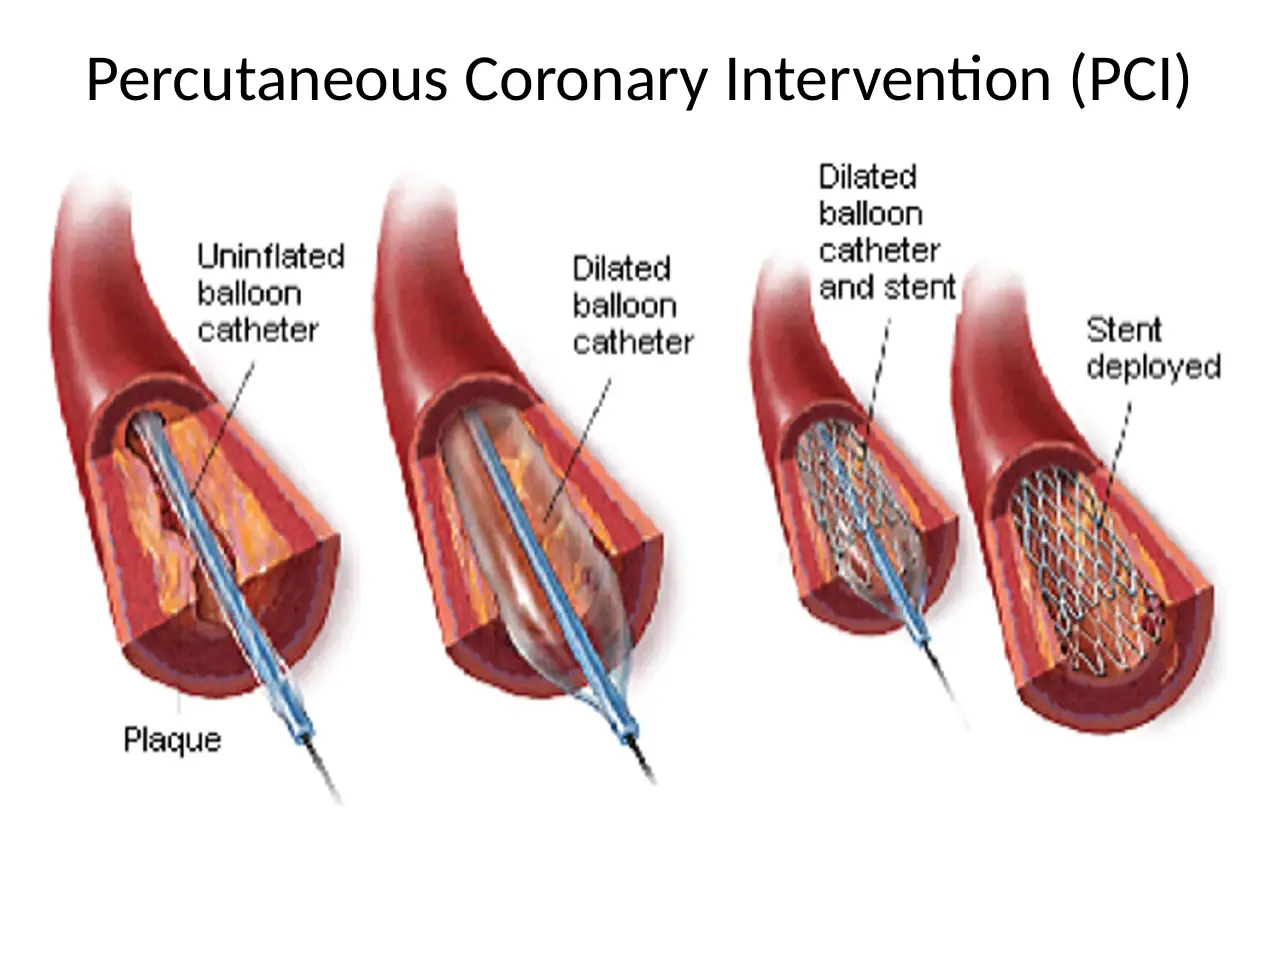 Percutaneous Coronary Intervention (PCI)
Uninflated
balloon
catheter
Plaque
Dilated
balloon
catheter
Dilated
balloon
catheter
and stent
Stent
deployed